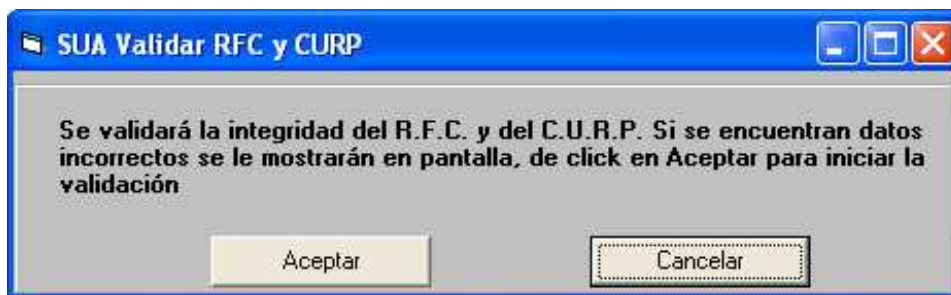 SUA Validar RFC y CURP
Se validará la integridad del R.F.C. y del C.U.R.P. Si se encuentran datos
incorrectos se le mostrarán en pantalla, de click en Aceptar para iniciar la
validación
Aceptar Cancelar